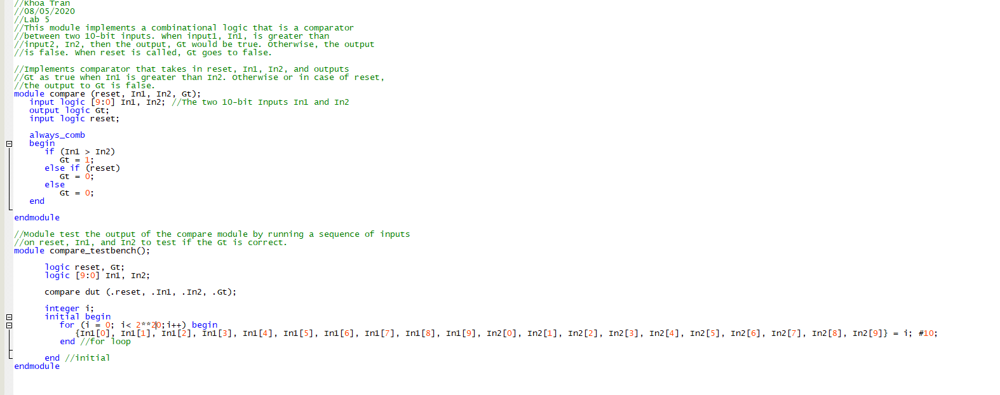 //Khoa Tran
//08/05/2020
//Lab 5
//This module implements a combinational logic that is a comparator
//between two 10-bit inputs. When input1, In1, is greater than
//input2, In2, then the output, Gt would be true. Otherwise, the output
//is false. When reset is called, Gt goes to false.
//Implements comparator that takes in reset, In1, In2, and outputs
//Gt as true when In1 is greater than In2. Otherwise or in case of reset,
//the output to Gt is false.
module compare (reset, In1, In2, Gt);
input logic [9:0] In1, In2; //The two 10-bit Inputs In1 and In2
output logic Gt;
input logic reset;
always_comb
begin
if (In1 > In2)
Gt = 1;
else if (reset)
Gt = 0;
else
Gt = 0;
end
endmodule
//Module test the output of the compare module by running a sequence of inputs
//on reset, In1, and In2 to test if the Gt is correct.
module compare_testbench();
logic reset, Gt;
logic [9:0] In1, In2;
compare dut (.reset, .In1, .In2, .Gt);
integer i;
initial begin
for (i = 0; i< 2**20;i++) begin
{In1[0], In1[1], In1[2], In1[3], In1[4], In1[5], In1[6], In1[7], In1[8], In1[9], In2[0], In2[1], In2[2], In2[3], In2[4], In2[5], In2[6], In2[7], In2[8], In2[9]} = i; #10;
end //for loop
end //initial
endmodule